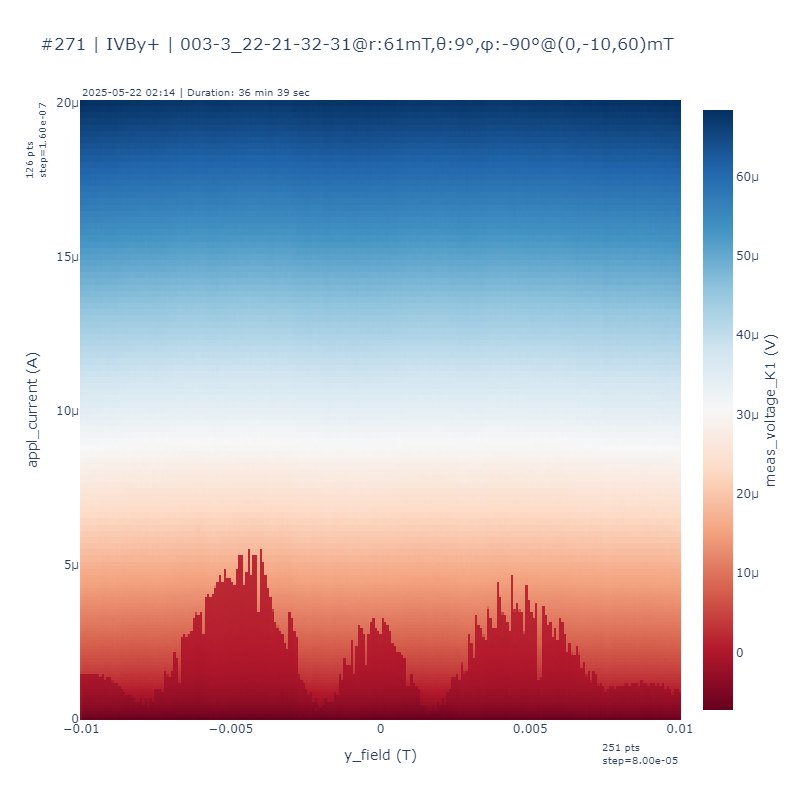 #271 | IVBy+ | 003-3_22-21-32-31@r:61mT,θ:9°,φ:-90°@(0,-10,60)mT
2025-05-22 02:14 | Duration: 36 min 39 sec
126 pts
step=1.60e-07
20μ
15μ
10μ
5μ
0
appl_current (A)
−0.01
−0.005
0
0.005
0.01
y_field (T)
251 pts
step=8.00e-05
60μ
50μ
40μ
30μ
20μ
10μ
0
meas_voltage_K1 (V)